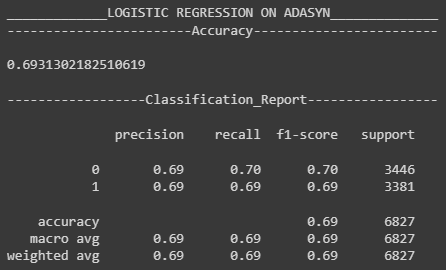 ____________LOGISTIC REGRESSION ON ADASYN_____________
-----------------------Accuracy-----------------------
0.6931302182510619
-----------------Classification_Report----------------
precision    recall  f1-score   support
0       0.69      0.70      0.70      3446
1       0.69      0.69      0.69      3381
accuracy                           0.69      6827
macro avg       0.69      0.69      0.69      6827
weighted avg       0.69      0.69      0.69      6827